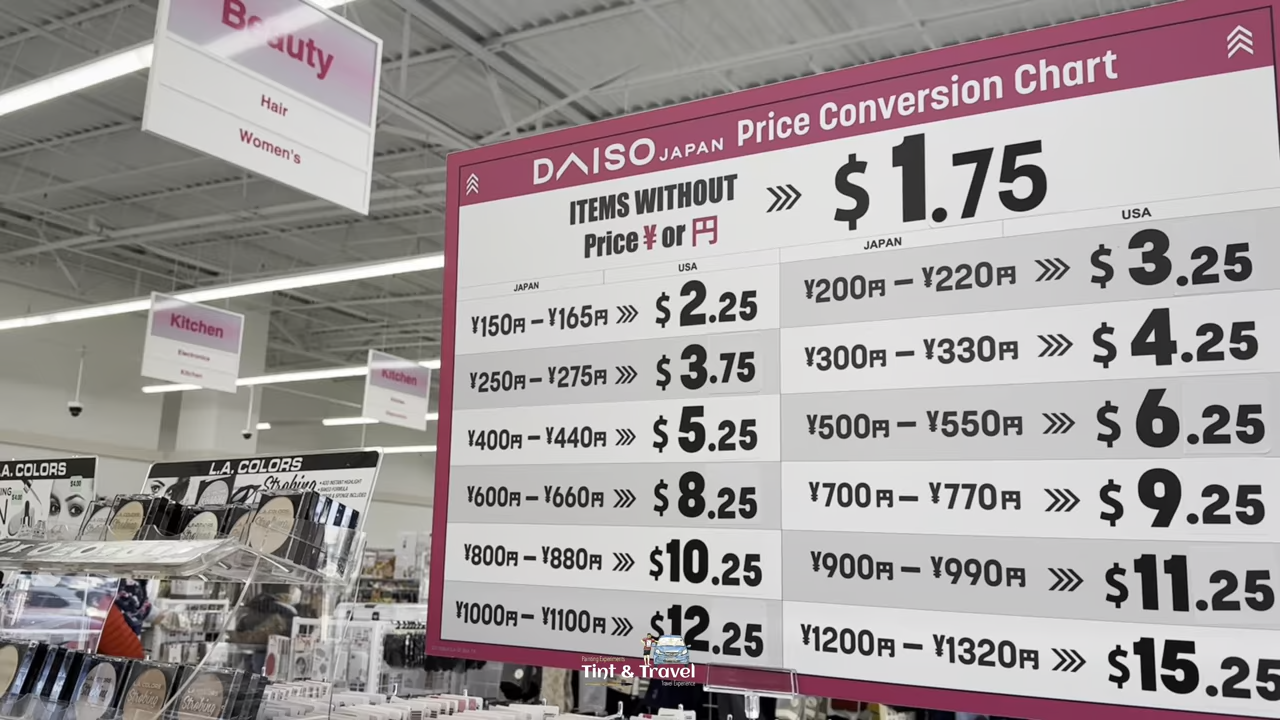 Beauty
Hair
Women's
Kitchen
Electronics
Kitchen
Kitchen
DAISO JAPAN Price Conversion Chart
ITEMS WITHOUT
Price ¥ or 円
$1.75
JAPAN USA
¥150円 – ¥165円 $2.25
¥250円 – ¥275円 $3.75
¥400円 – ¥440円 $5.25
¥600円 – ¥660円 $8.25
¥800円 – ¥880円 $10.25
¥1000円 – ¥1100円 $12.25
JAPAN USA
¥200円 – ¥220円 $3.25
¥300円 – ¥330円 $4.25
¥500円 – ¥550円 $6.25
¥700円 – ¥770円 $9.25
¥900円 – ¥990円 $11.25
¥1200円 – ¥1320円 $15.25
.A. COLORS
L.A. COLORS
Strobing
Painting Experiments
Tint & Travel
Travel Experience